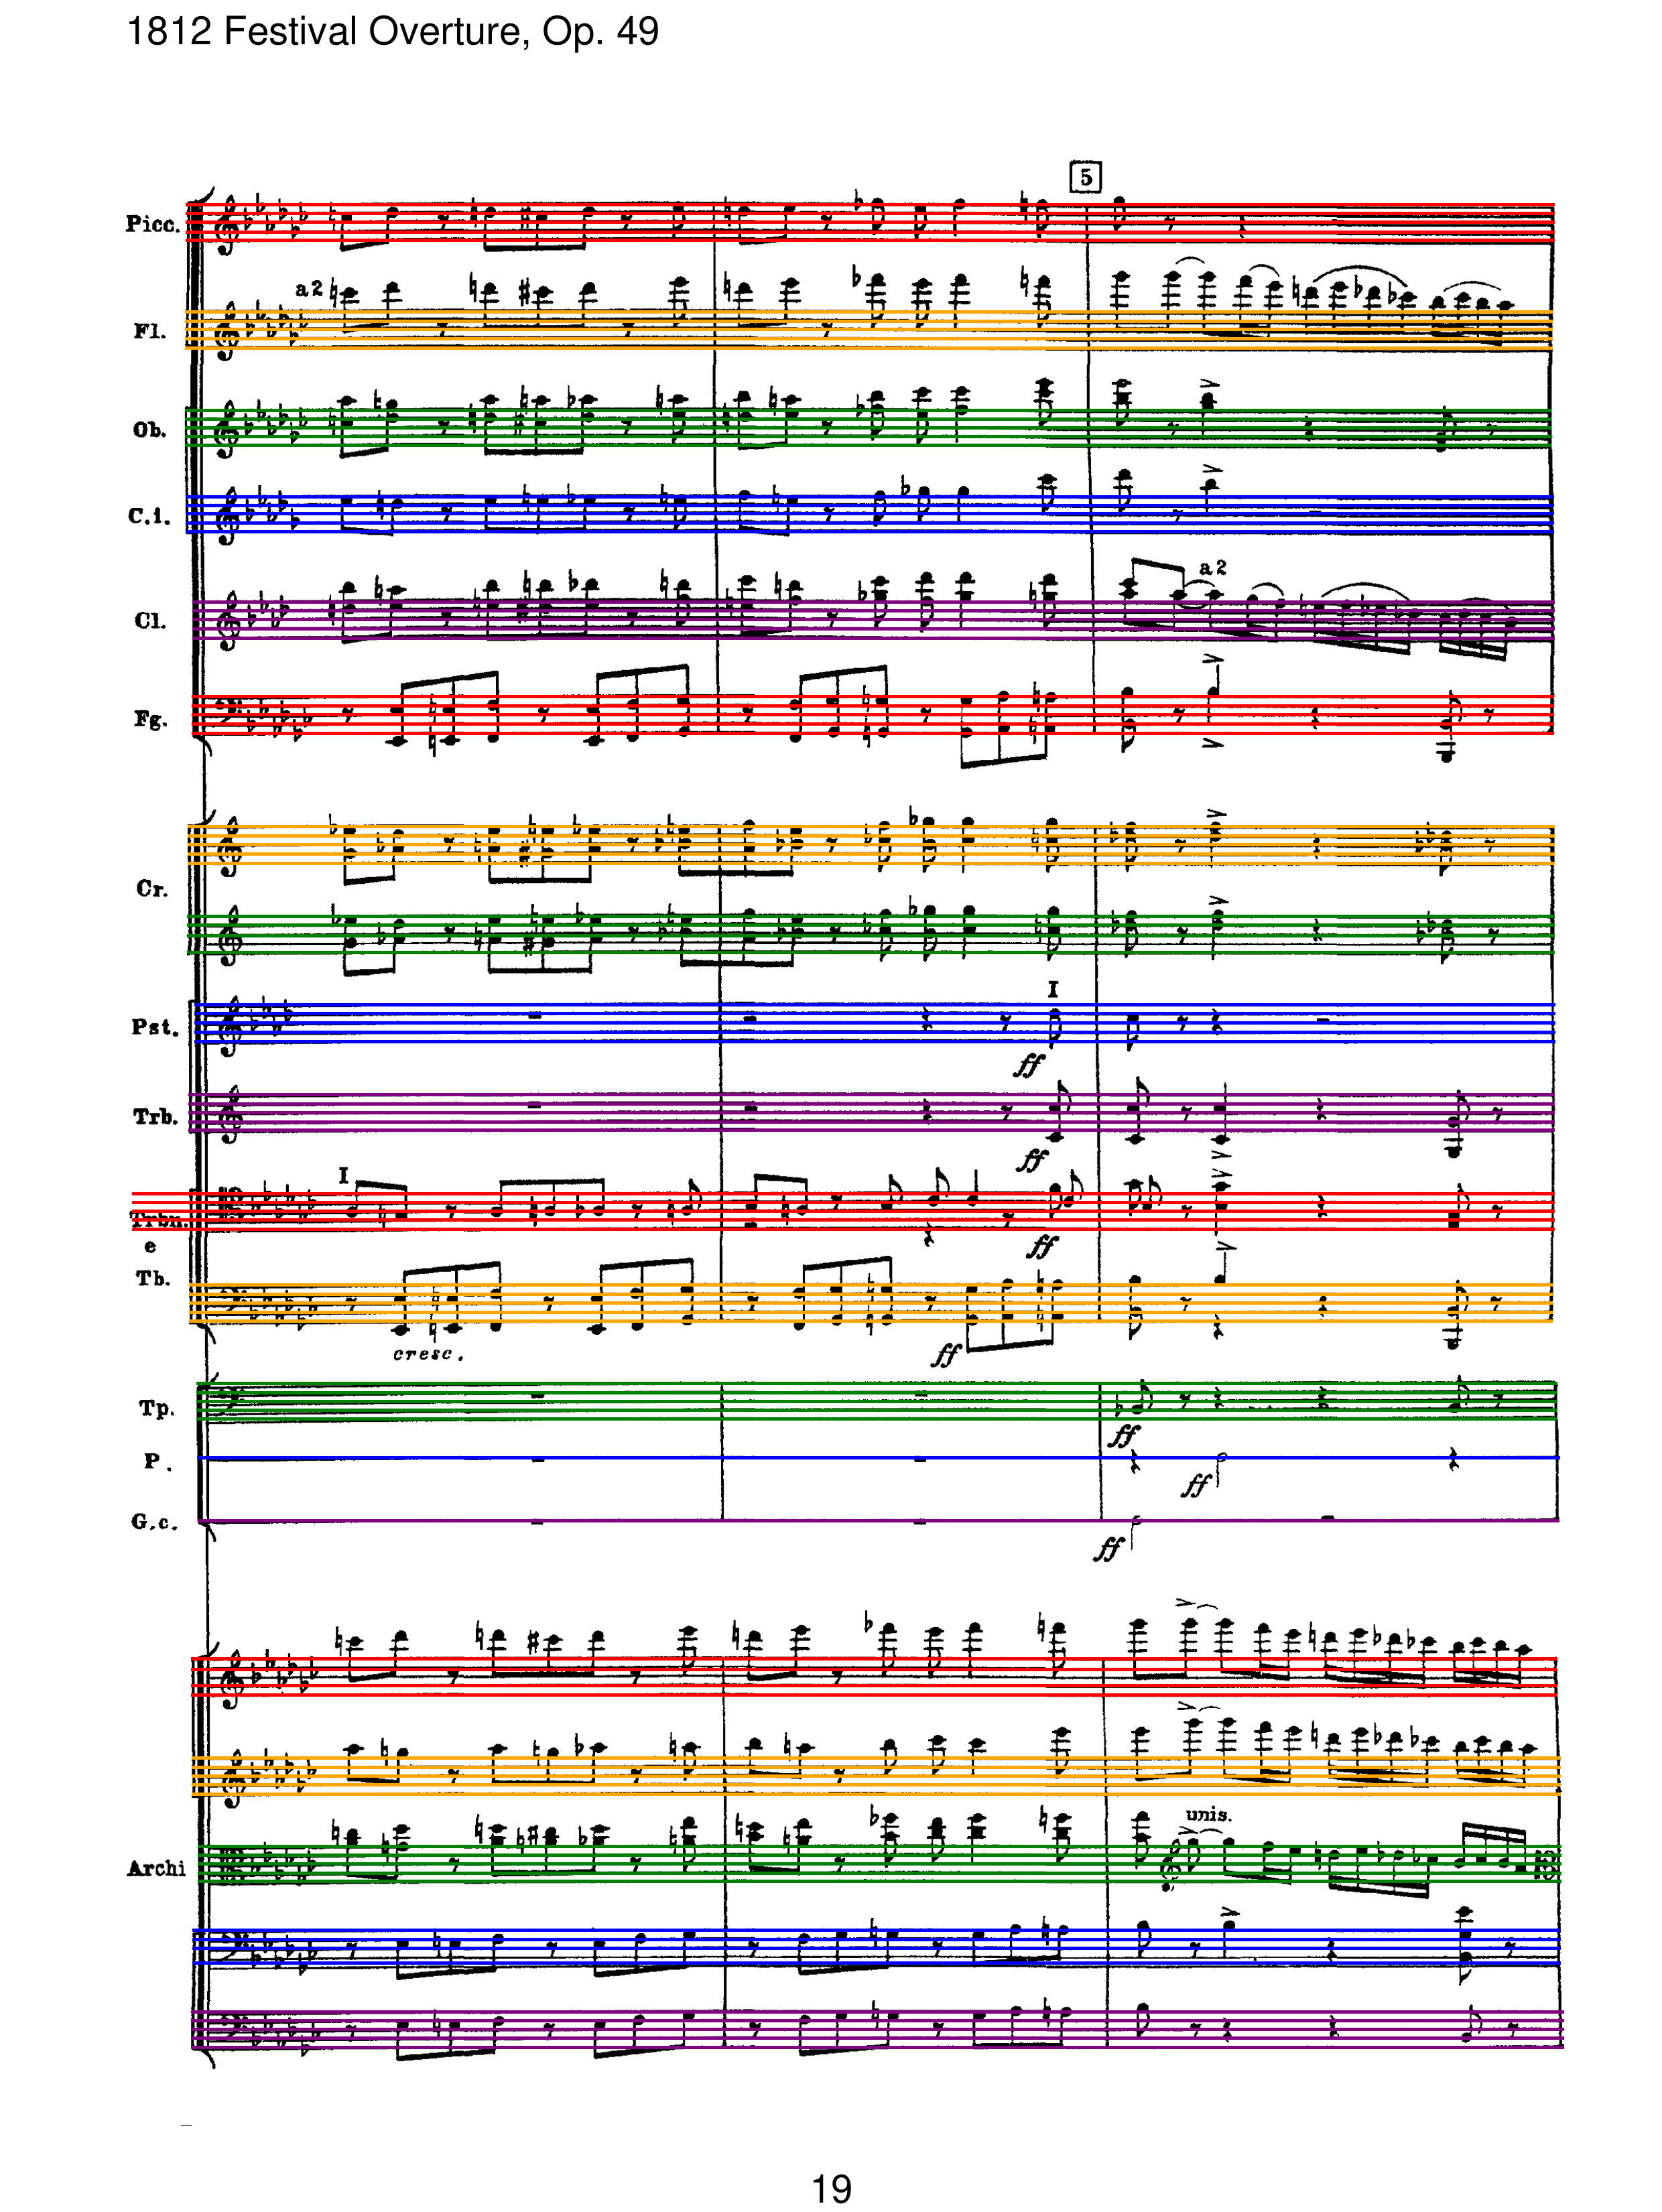 1812 Festival Overture, Op. 49
5
Picc.
a2
Fl.
Ob.
C.i.
a2
Cl.
Fg.
Cr.
I
Pst.
ff
Trb.
ff
I
Trbn.
e
ff
Tb.
cresc.
ff
Tp.
ff
P.
ff
G.c.
ff
unis.
Archi
19